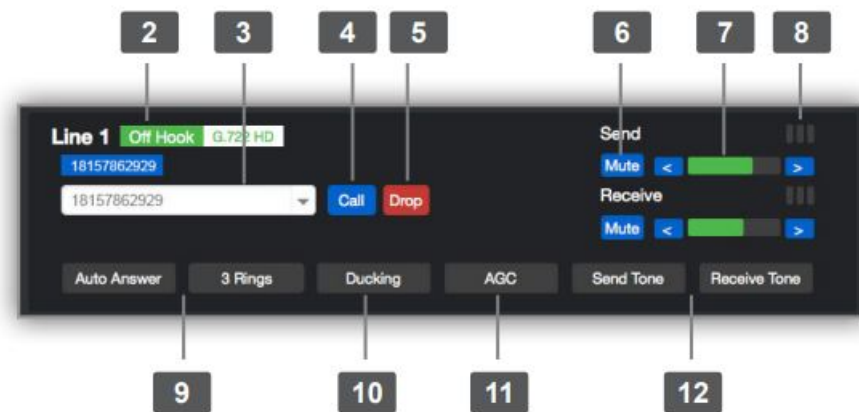 2 3 4 5 6 7 8
Line 1 Off Hook G.722 HD Send
18157862929 Mute < >
18157862929 Call Drop Receive
Mute < >
Auto Answer 3 Rings Ducking AGC Send Tone Receive Tone
9 10 11 12